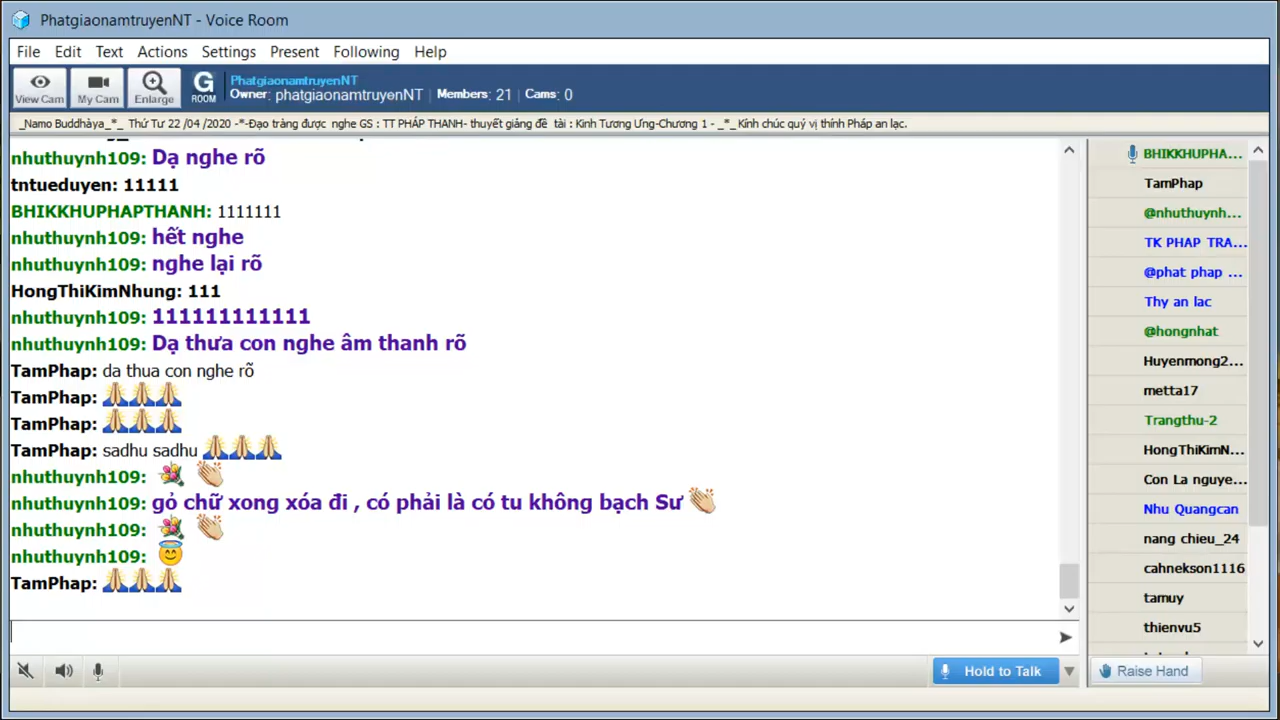 PhatgiaonamtruyenNT - Voice Room
File Edit Text Actions Settings Present Following Help
View Cam My Cam Enlarge G ROOM
PhatgiaonamtruyenNT
Owner: phatgiaonamtruyenNT | Members: 21 | Cams: 0
_Namo Buddhàya_*_ Thứ Tư 22 /04 /2020 -*-Đạo tràng được nghe GS : TT PHÁP THANH- thuyết giảng đề tài : Kinh Tương Ưng-Chương 1 - _*_ Kính chúc quý vị thính Pháp an lạc.
nhuthuynh109: Dạ nghe rõ
tntueduyen: 11111
BHIKKHUPHAPTHANH: 1111111
nhuthuynh109: hết nghe
nhuthuynh109: nghe lại rõ
HongThiKimNhung: 111
nhuthuynh109: 111111111111
nhuthuynh109: Dạ thưa con nghe âm thanh rõ
TamPhap: da thua con nghe rõ
TamPhap: 🙏🙏🙏
TamPhap: 🙏🙏🙏
TamPhap: sadhu sadhu 🙏🙏🙏
nhuthuynh109: 💐 👏
nhuthuynh109: gỏ chữ xong xóa đi , có phải là có tu không bạch Sư 👏
nhuthuynh109: 💐 👏
nhuthuynh109: 😇
TamPhap: 🙏🙏🙏
BHIKKHUPHA...
TamPhap
@nhuthuynh...
TK PHAP TRA...
@phat phap ...
Thy an lac
@hongnhat
Huyenmong2...
metta17
Trangthu-2
HongThiKimN...
Con La nguye...
Nhu Quangcan
nang chieu_24
cahnekson1116
tamuy
thienvu5
Hold to Talk
Raise Hand